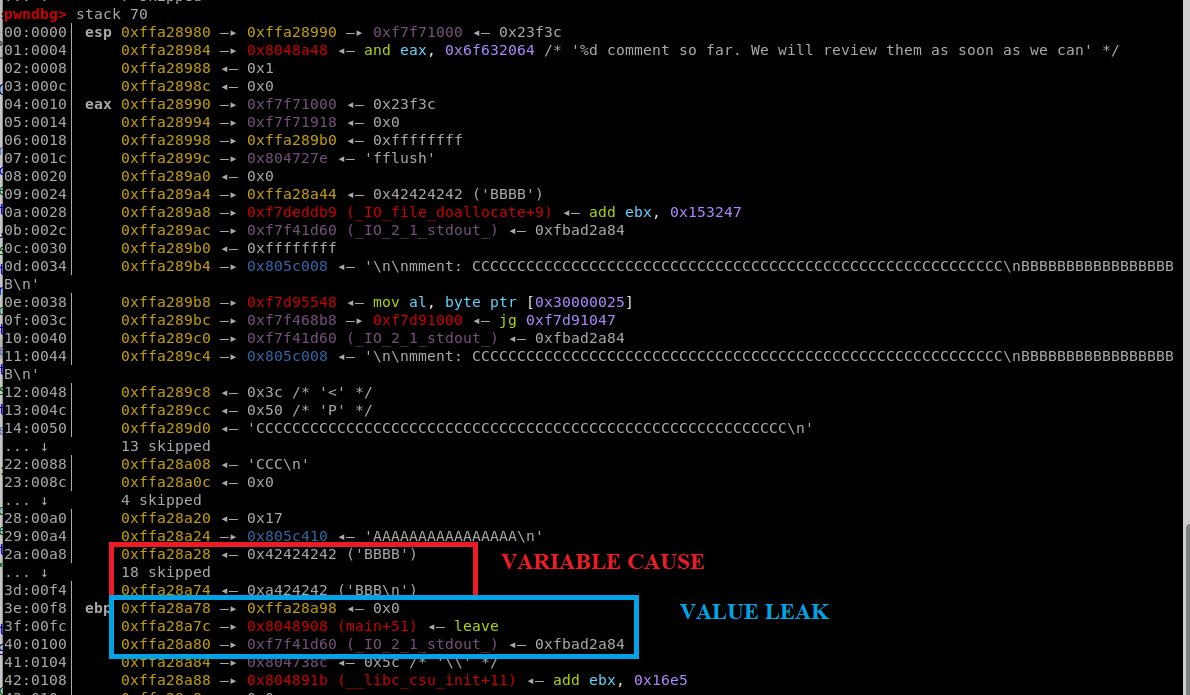 ... ↓ skipped
pwndbg> stack 70
00:0000│ esp 0xffa28980 —▸ 0xffa28990 —▸ 0xf7f71000 ◂— 0x23f3c
01:0004│ 0xffa28984 —▸ 0x8048a48 ◂— and eax, 0x6f632064 /* '%d comment so far. We will review them as soon as we can' */
02:0008│ 0xffa28988 ◂— 0x1
03:000c│ 0xffa2898c ◂— 0x0
04:0010│ eax 0xffa28990 —▸ 0xf7f71000 ◂— 0x23f3c
05:0014│ 0xffa28994 —▸ 0xf7f71918 ◂— 0x0
06:0018│ 0xffa28998 —▸ 0xffa289b0 ◂— 0xffffffff
07:001c│ 0xffa2899c —▸ 0x804727e ◂— 'fflush'
08:0020│ 0xffa289a0 ◂— 0x0
09:0024│ 0xffa289a4 —▸ 0xffa28a44 ◂— 0x42424242 ('BBBB')
0a:0028│ 0xffa289a8 —▸ 0xf7deddb9 (_IO_file_doallocate+9) ◂— add ebx, 0x153247
0b:002c│ 0xffa289ac —▸ 0xf7f41d60 (_IO_2_1_stdout_) ◂— 0xfbad2a84
0c:0030│ 0xffa289b0 ◂— 0xffffffff
0d:0034│ 0xffa289b4 —▸ 0x805c008 ◂— '\n\nmment: CCCCCCCCCCCCCCCCCCCCCCCCCCCCCCCCCCCCCCCCCCCCCCCCCCCCCCCCCCC\nBBBBBBBBBBBBBBBBB
B\n'
0e:0038│ 0xffa289b8 —▸ 0xf7d95548 ◂— mov al, byte ptr [0x30000025]
0f:003c│ 0xffa289bc —▸ 0xf7f468b8 —▸ 0xf7d91000 ◂— jg 0xf7d91047
10:0040│ 0xffa289c0 —▸ 0xf7f41d60 (_IO_2_1_stdout_) ◂— 0xfbad2a84
11:0044│ 0xffa289c4 —▸ 0x805c008 ◂— '\n\nmment: CCCCCCCCCCCCCCCCCCCCCCCCCCCCCCCCCCCCCCCCCCCCCCCCCCCCCCCCCCC\nBBBBBBBBBBBBBBBBB
B\n'
12:0048│ 0xffa289c8 ◂— 0x3c /* '<' */
13:004c│ 0xffa289cc ◂— 0x50 /* 'P' */
14:0050│ 0xffa289d0 ◂— 'CCCCCCCCCCCCCCCCCCCCCCCCCCCCCCCCCCCCCCCCCCCCCCCCCCCCCCCCCCC\n'
... ↓ 13 skipped
22:0088│ 0xffa28a08 ◂— 'CCC\n'
23:008c│ 0xffa28a0c ◂— 0x0
... ↓ 4 skipped
28:00a0│ 0xffa28a20 ◂— 0x17
29:00a4│ 0xffa28a24 —▸ 0x805c410 ◂— 'AAAAAAAAAAAAAAAA\n'
2a:00a8│ 0xffa28a28 ◂— 0x42424242 ('BBBB')
VARIABLE CAUSE
... ↓ 18 skipped
3d:00f4│ 0xffa28a74 ◂— 0xa424242 ('BBB\n')
3e:00f8│ ebp 0xffa28a78 —▸ 0xffa28a98 ◂— 0x0
VALUE LEAK
3f:00fc│ 0xffa28a7c —▸ 0x8048908 (main+51) ◂— leave
40:0100│ 0xffa28a80 —▸ 0xf7f41d60 (_IO_2_1_stdout_) ◂— 0xfbad2a84
41:0104│ 0xffa28a84 —▸ 0x804738c ◂— 0x5c /* '\\' */
42:0108│ 0xffa28a88 —▸ 0x804891b (__libc_csu_init+11) ◂— add ebx, 0x16e5